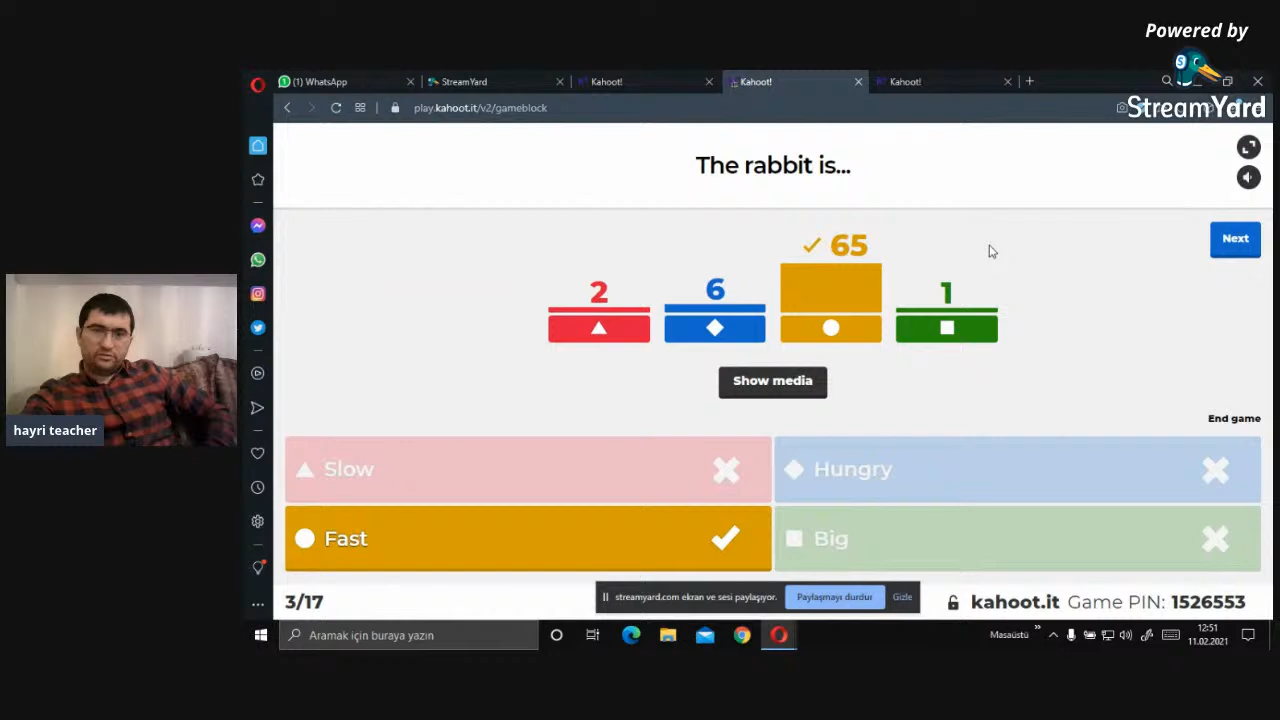 Powered by
StreamYard
(1) WhatsApp
StreamYard
Kahoot!
Kahoot!
Kahoot!
play.kahoot.it/v2/gameblock
The rabbit is...
Next
2
6
65
1
Show media
End game
hayri teacher
Slow
Hungry
Fast
Big
3/17
streamyard.com ekran ve sesi paylaşıyor.
Paylaşmayı durdur
Gizle
kahoot.it Game PIN: 1526553
Aramak için buraya yazın
Masaüstü
12:51
11.02.2021